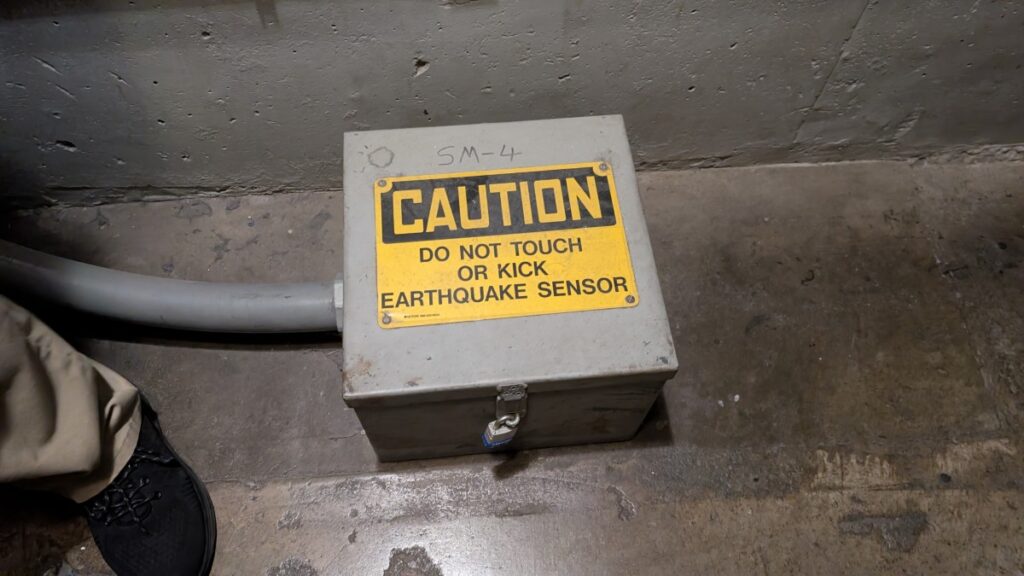 SM-4
CAUTION
DO NOT TOUCH
OR KICK
EARTHQUAKE SENSOR